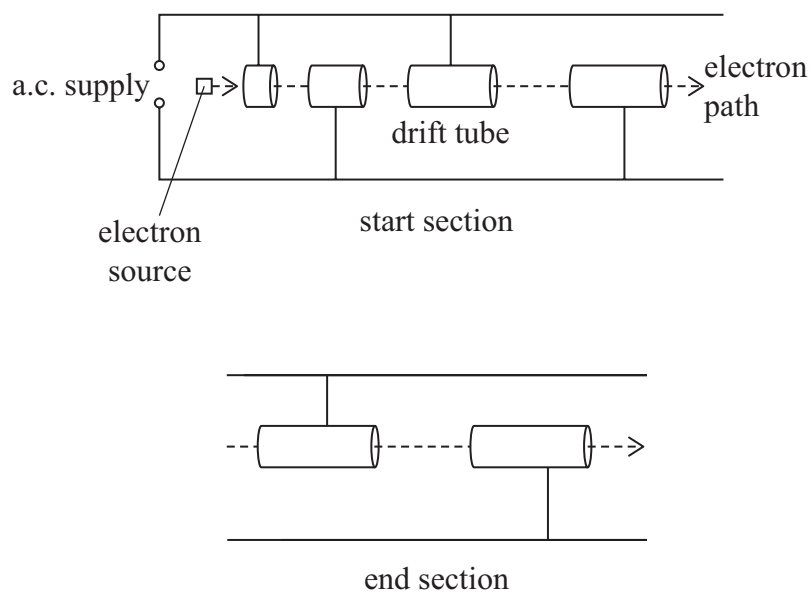 a.c. supply
electron
path
drift tube
electron
source
start section
end section